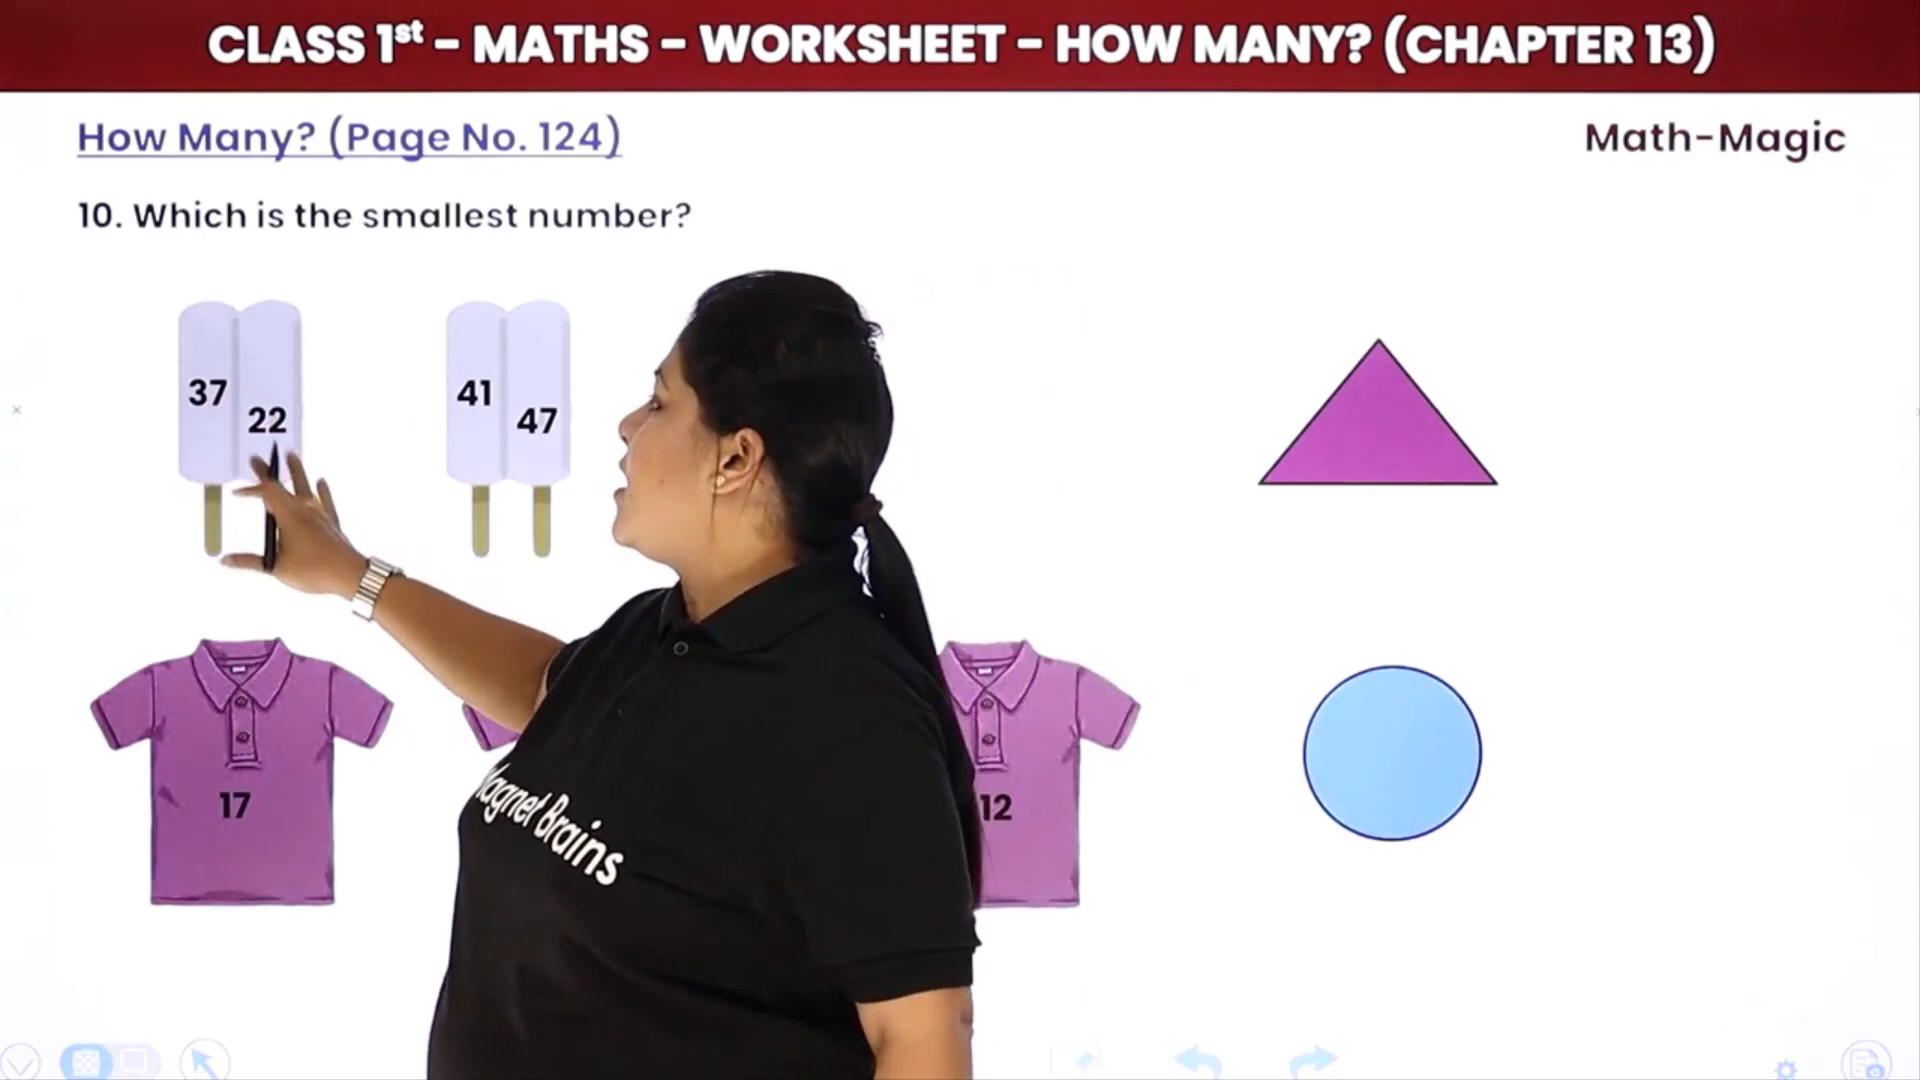 CLASS 1st - MATHS - WORKSHEET - HOW MANY? (CHAPTER 13)
How Many? (Page No. 124)
Math-Magic
10. Which is the smallest number?
37
22
41
47
17
12
Magnet Brains